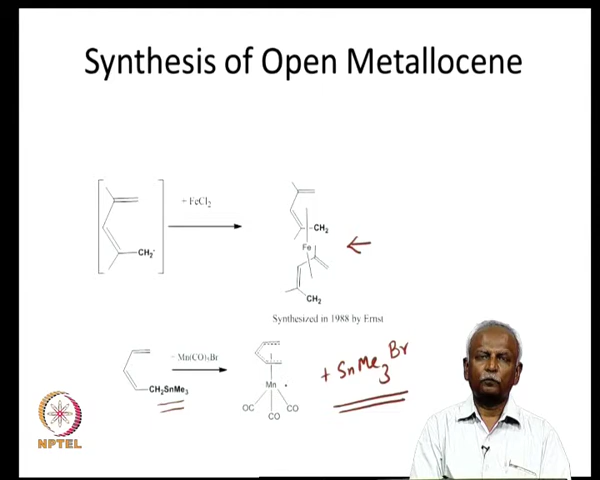 Synthesis of Open Metallocene
- FeCl₂
CH₂⁻
CH₂
Fe
CH₂
Synthesized in 1988 by Ernst
- Mn(CO)₅Br
CH₂SnMe₃
Mn
OC CO
CO
+ SnMe₃Br
NPTEL